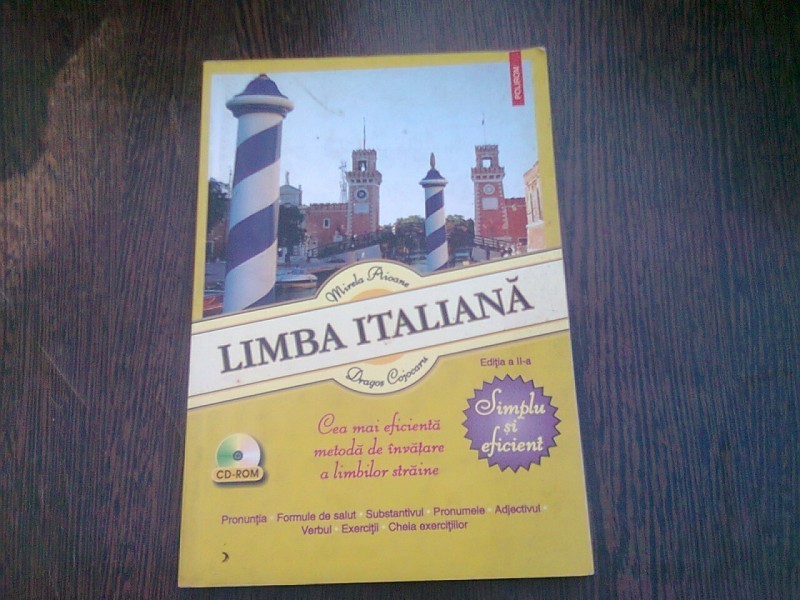 POLIROM
Mirela Aioane
LIMBA ITALIANĂ
Dragoș Cojocaru
Ediția a II-a
Simplu
și
eficient
Cea mai eficientă
metodă de învățare
a limbilor străine
CD-ROM
Pronunția • Formule de salut • Substantivul • Pronumele • Adjectivul •
Verbul • Exerciții • Cheia exercițiilor